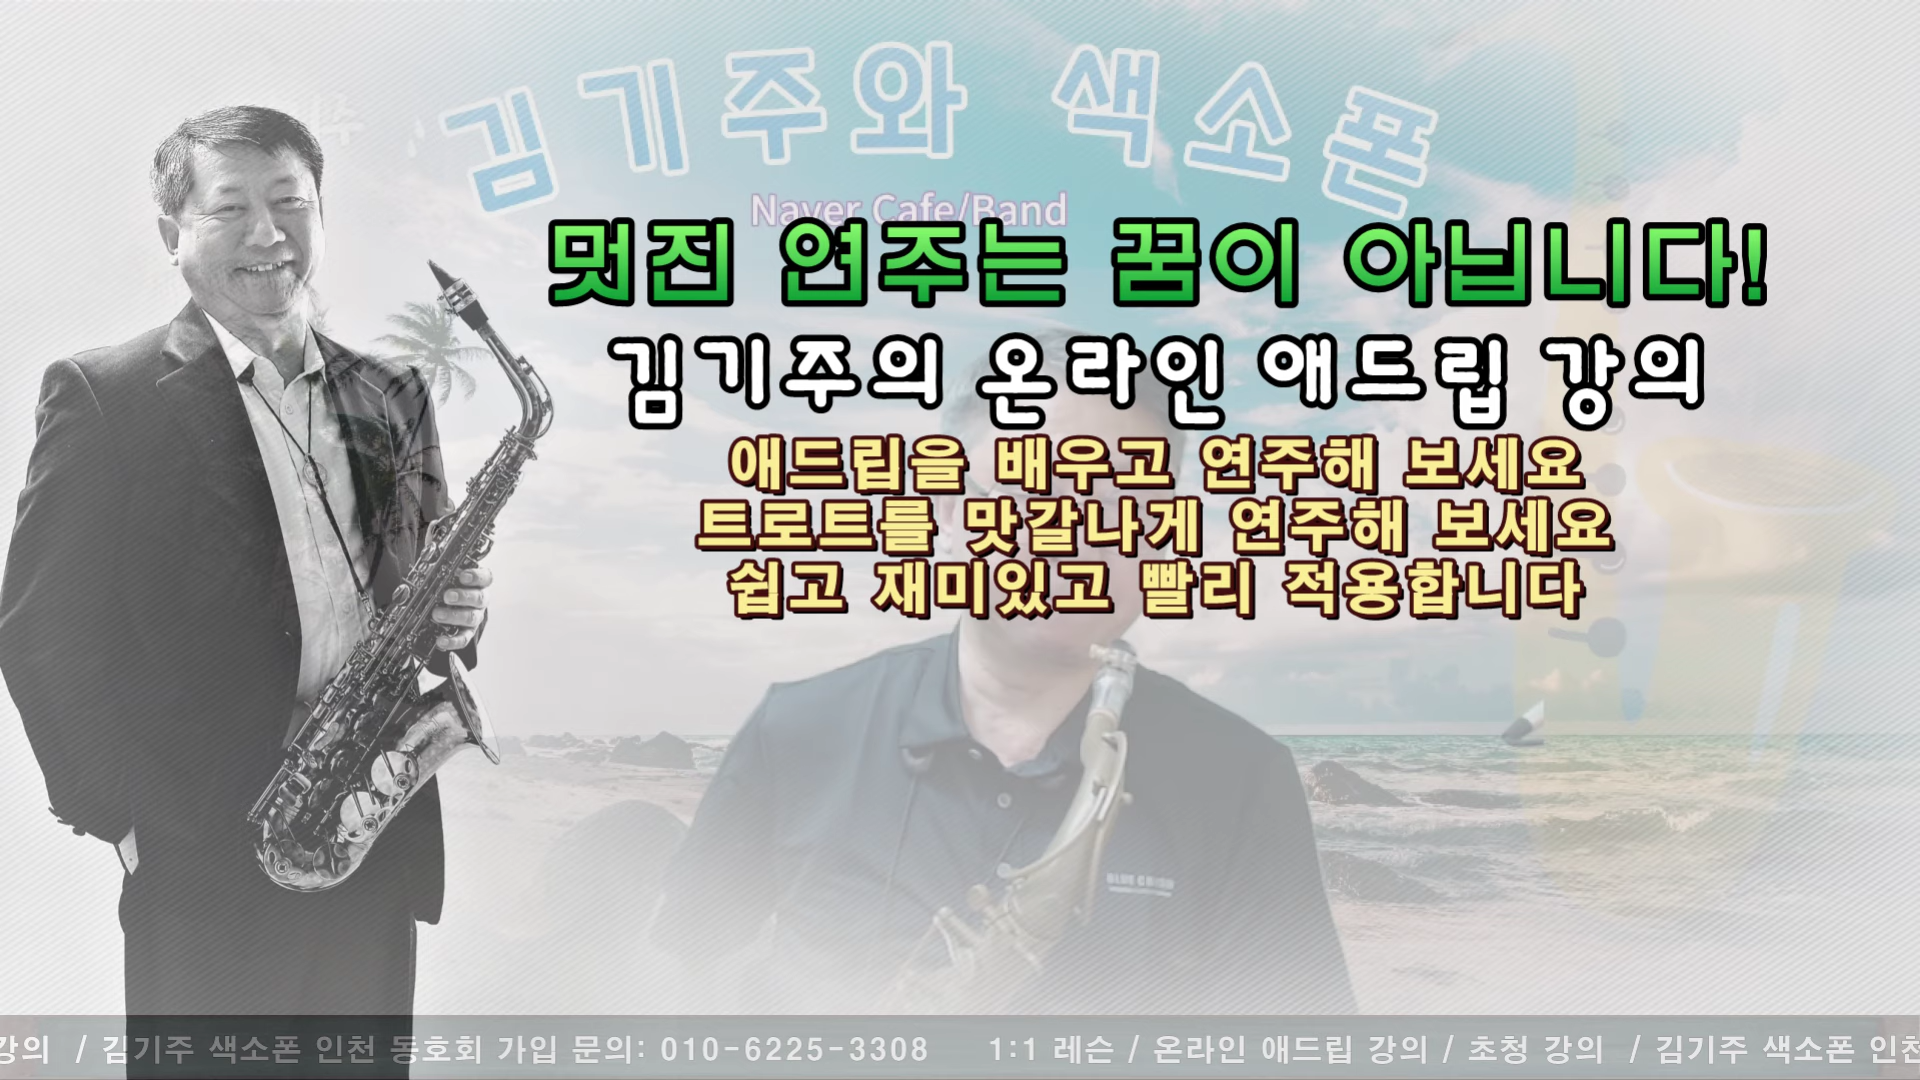 김기주와 색소폰
Naver Cafe/Band
멋진 연주는 꿈이 아닙니다!
김기주의 온라인 애드립 강의
애드립을 배우고 연주해 보세요
트로트를 맛갈나게 연주해 보세요
쉽고 재미있고 빨리 적용합니다
강의 / 김기주 색소폰 인천 동호회 가입 문의: 010-6225-3308 1:1 레슨 / 온라인 애드립 강의 / 초청 강의 / 김기주 색소폰 인천